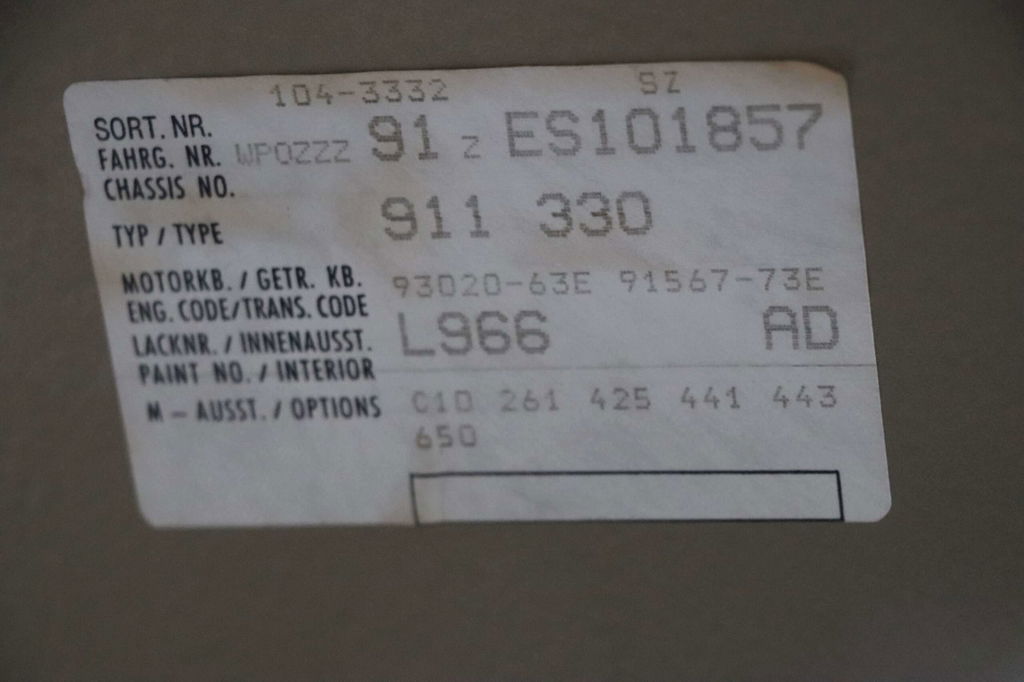 104-3332 SZ
SORT. NR.
FAHRG. NR. WP0ZZZ 91 Z ES101857
CHASSIS NO.
TYP / TYPE 911 330
MOTORKB. / GETR. KB. 93020-63E 91567-73E
ENG. CODE/TRANS. CODE
LACKNR. / INNENAUSST. L966 AD
PAINT NO. / INTERIOR
M – AUSST. / OPTIONS C10 261 425 441 443
650